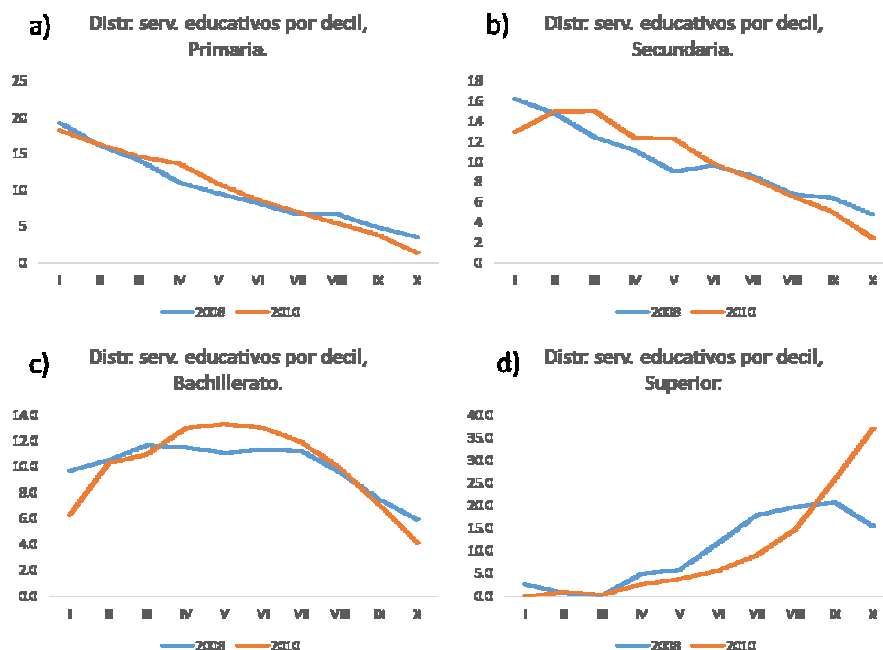 a)
Distr. serv. educativos por decil,
Primaria.
25
20
15
10
5
0
I II III IV V VI VII VIII IX X
2008 2010
b)
Distr. serv. educativos por decil,
Secundaria.
18
16
14
12
10
8
6
4
2
0
I II III IV V VI VII VIII IX X
2008 2010
c)
Distr. serv. educativos por decil,
Bachillerato.
14.0
12.0
10.0
8.0
6.0
4.0
2.0
0.0
I II III IV V VI VII VIII IX X
2008 2010
d)
Distr. serv. educativos por decil,
Superior.
40.0
35.0
30.0
25.0
20.0
15.0
10.0
5.0
0.0
I II III IV V VI VII VIII IX X
2008 2010